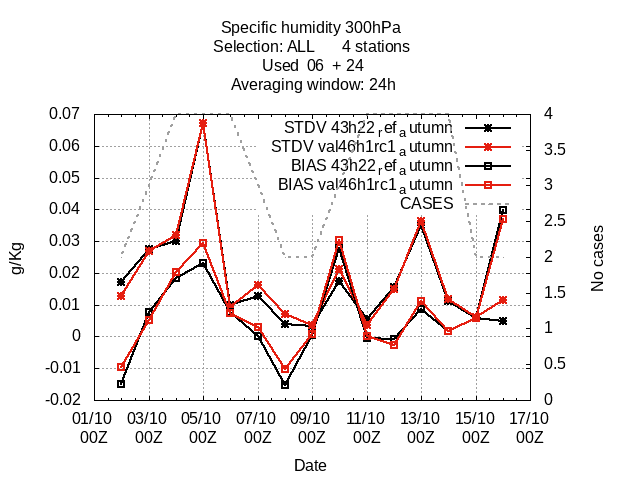 Specific humidity 300hPa
Selection: ALL 4 stations
Used 06 + 24
Averaging window: 24h
0.07
0.06
0.05
0.04
0.03
0.02
0.01
0
-0.01
-0.02
g/Kg
STDV 43h22refautumn
STDV val46h1rc1autumn
BIAS 43h22refautumn
BIAS val46h1rc1autumn
CASES
4
3.5
3
2.5
2
1.5
1
0.5
0
No cases
01/10 03/10 05/10 07/10 09/10 11/10 13/10 15/10 17/10
00Z 00Z 00Z 00Z 00Z 00Z 00Z 00Z 00Z
Date